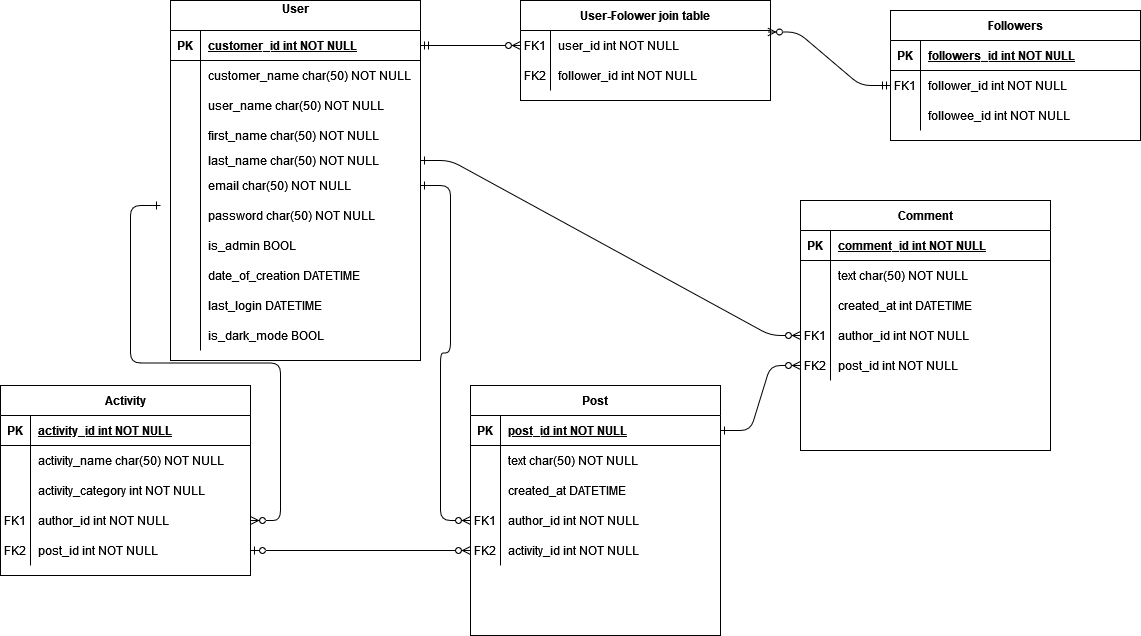 User
PK customer_id int NOT NULL
customer_name char(50) NOT NULL
user_name char(50) NOT NULL
first_name char(50) NOT NULL
last_name char(50) NOT NULL
email char(50) NOT NULL
password char(50) NOT NULL
is_admin BOOL
date_of_creation DATETIME
last_login DATETIME
is_dark_mode BOOL
User-Folower join table
FK1 user_id int NOT NULL
FK2 follower_id int NOT NULL
Followers
PK followers_id int NOT NULL
FK1 follower_id int NOT NULL
followee_id int NOT NULL
Comment
PK comment_id int NOT NULL
text char(50) NOT NULL
created_at int DATETIME
FK1 author_id int NOT NULL
FK2 post_id int NOT NULL
Activity
PK activity_id int NOT NULL
activity_name char(50) NOT NULL
activity_category int NOT NULL
FK1 author_id int NOT NULL
FK2 post_id int NOT NULL
Post
PK post_id int NOT NULL
text char(50) NOT NULL
created_at DATETIME
FK1 author_id int NOT NULL
FK2 activity_id int NOT NULL